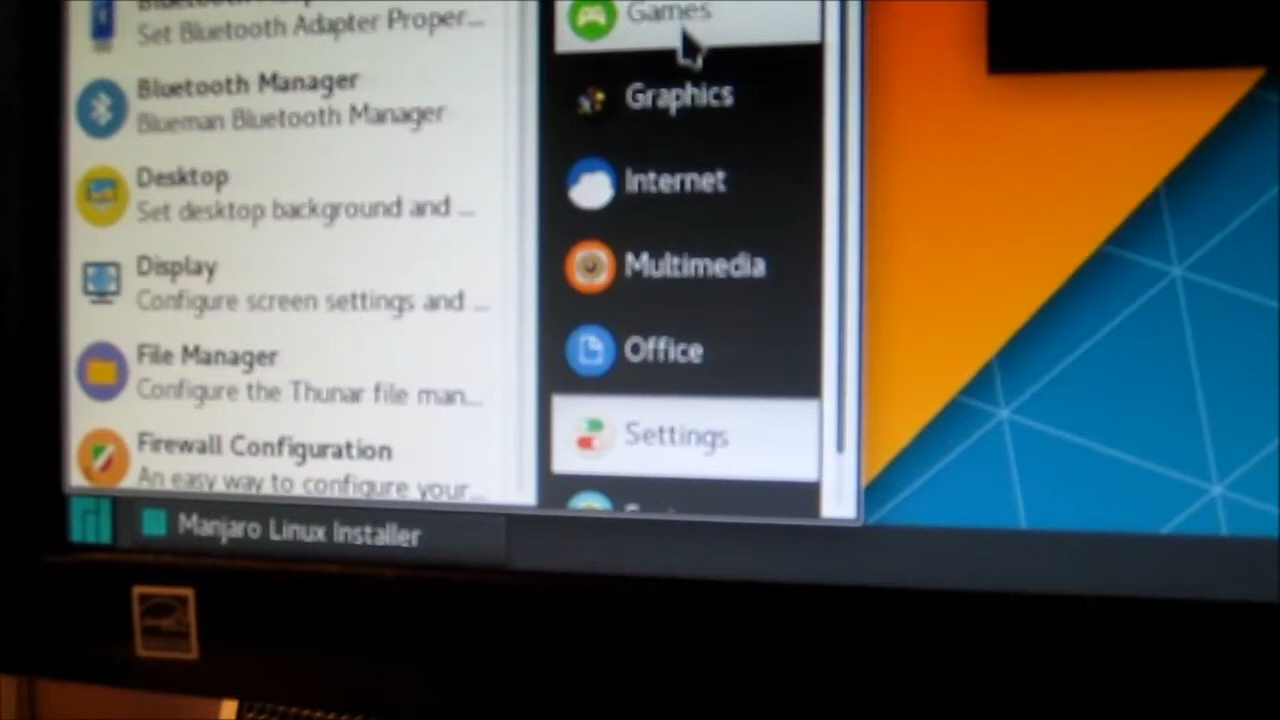 Set Bluetooth Adapter Proper...
Bluetooth Manager
Blueman Bluetooth Manager
Desktop
Set desktop background and ...
Display
Configure screen settings and ...
File Manager
Configure the Thunar file man...
Firewall Configuration
An easy way to configure your...
Games
Graphics
Internet
Multimedia
Office
Settings
Manjaro Linux Installer